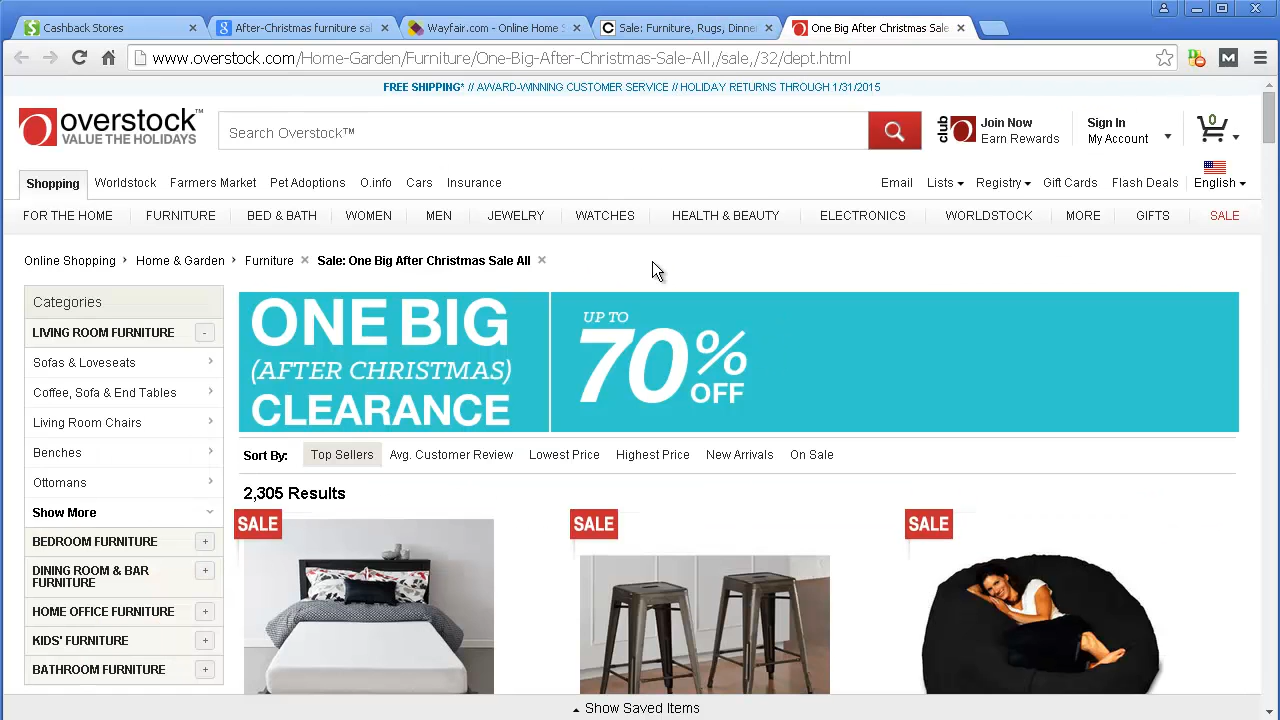 Cashback Stores
After-Christmas furniture sal
Wayfair.com - Online Home S
Sale: Furniture, Rugs, Dinner
One Big After Christmas Sale
www.overstock.com/Home-Garden/Furniture/One-Big-After-Christmas-Sale-All,/sale,/32/dept.html
FREE SHIPPING* // AWARD-WINNING CUSTOMER SERVICE // HOLIDAY RETURNS THROUGH 1/31/2015
overstock™
VALUE THE HOLIDAYS
Search Overstock™
club O
Join Now
Earn Rewards
Sign In
My Account
0
Shopping Worldstock Farmers Market Pet Adoptions O.info Cars Insurance
Email Lists Registry Gift Cards Flash Deals English
FOR THE HOME FURNITURE BED & BATH WOMEN MEN JEWELRY WATCHES HEALTH & BEAUTY ELECTRONICS WORLDSTOCK MORE GIFTS SALE
Online Shopping › Home & Garden › Furniture × Sale: One Big After Christmas Sale All ×
Categories
LIVING ROOM FURNITURE -
Sofas & Loveseats
Coffee, Sofa & End Tables
Living Room Chairs
Benches
Ottomans
Show More
BEDROOM FURNITURE +
DINING ROOM & BAR
FURNITURE +
HOME OFFICE FURNITURE +
KIDS' FURNITURE +
BATHROOM FURNITURE +
ONE BIG
(AFTER CHRISTMAS)
CLEARANCE
UP TO
70%
OFF
Sort By: Top Sellers Avg. Customer Review Lowest Price Highest Price New Arrivals On Sale
2,305 Results
SALE
SALE
SALE
Show Saved Items